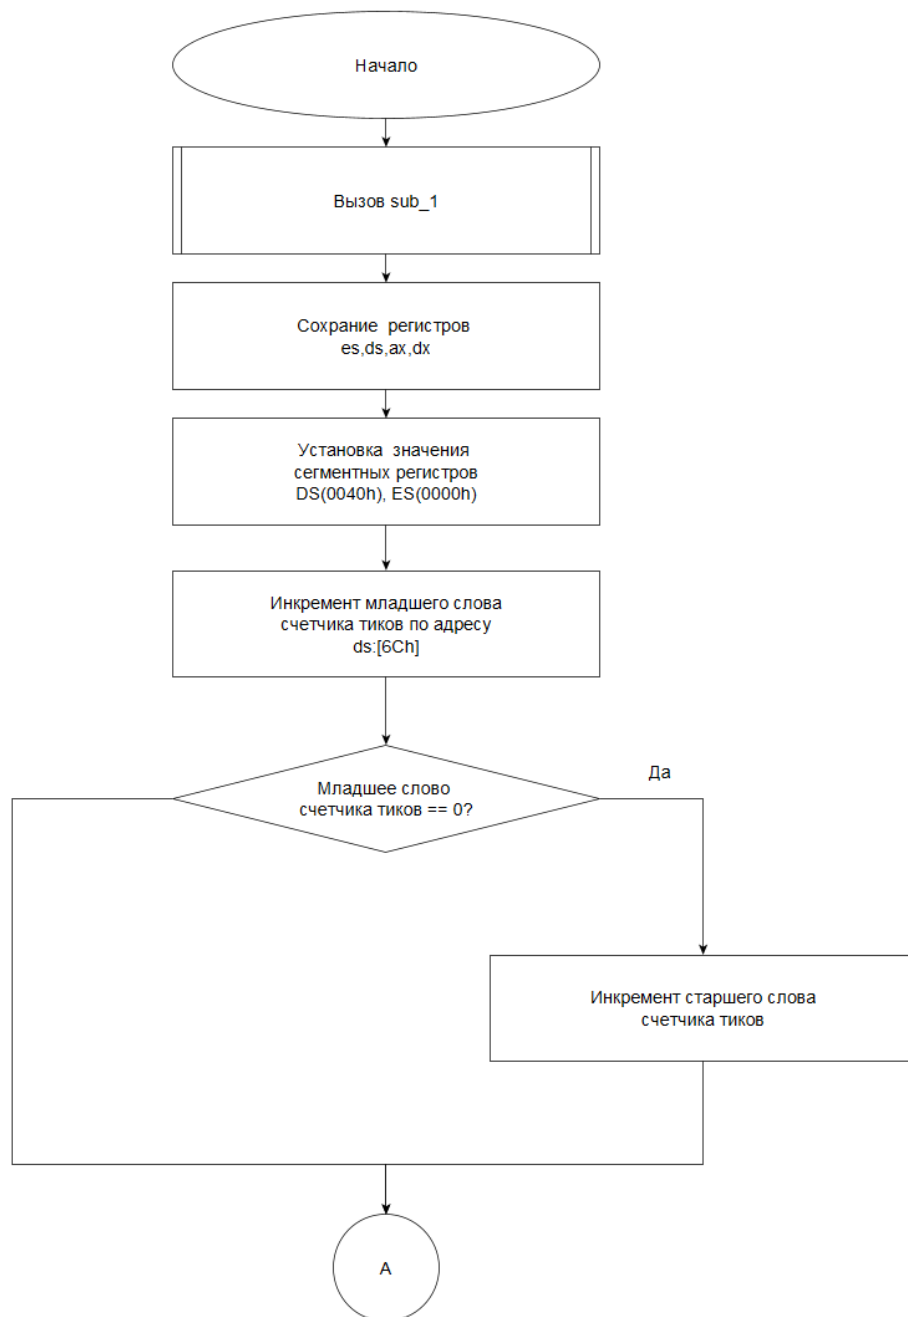 Начало
Вызов sub_1
Сохрание регистров
es,ds,ax,dx
Установка значения
сегментных регистров
DS(0040h), ES(0000h)
Инкремент младшего слова
счетчика тиков по адресу
ds:[6Ch]
Да
Младшее слово
счетчика тиков == 0?
Инкремент старшего слова
счетчика тиков
А